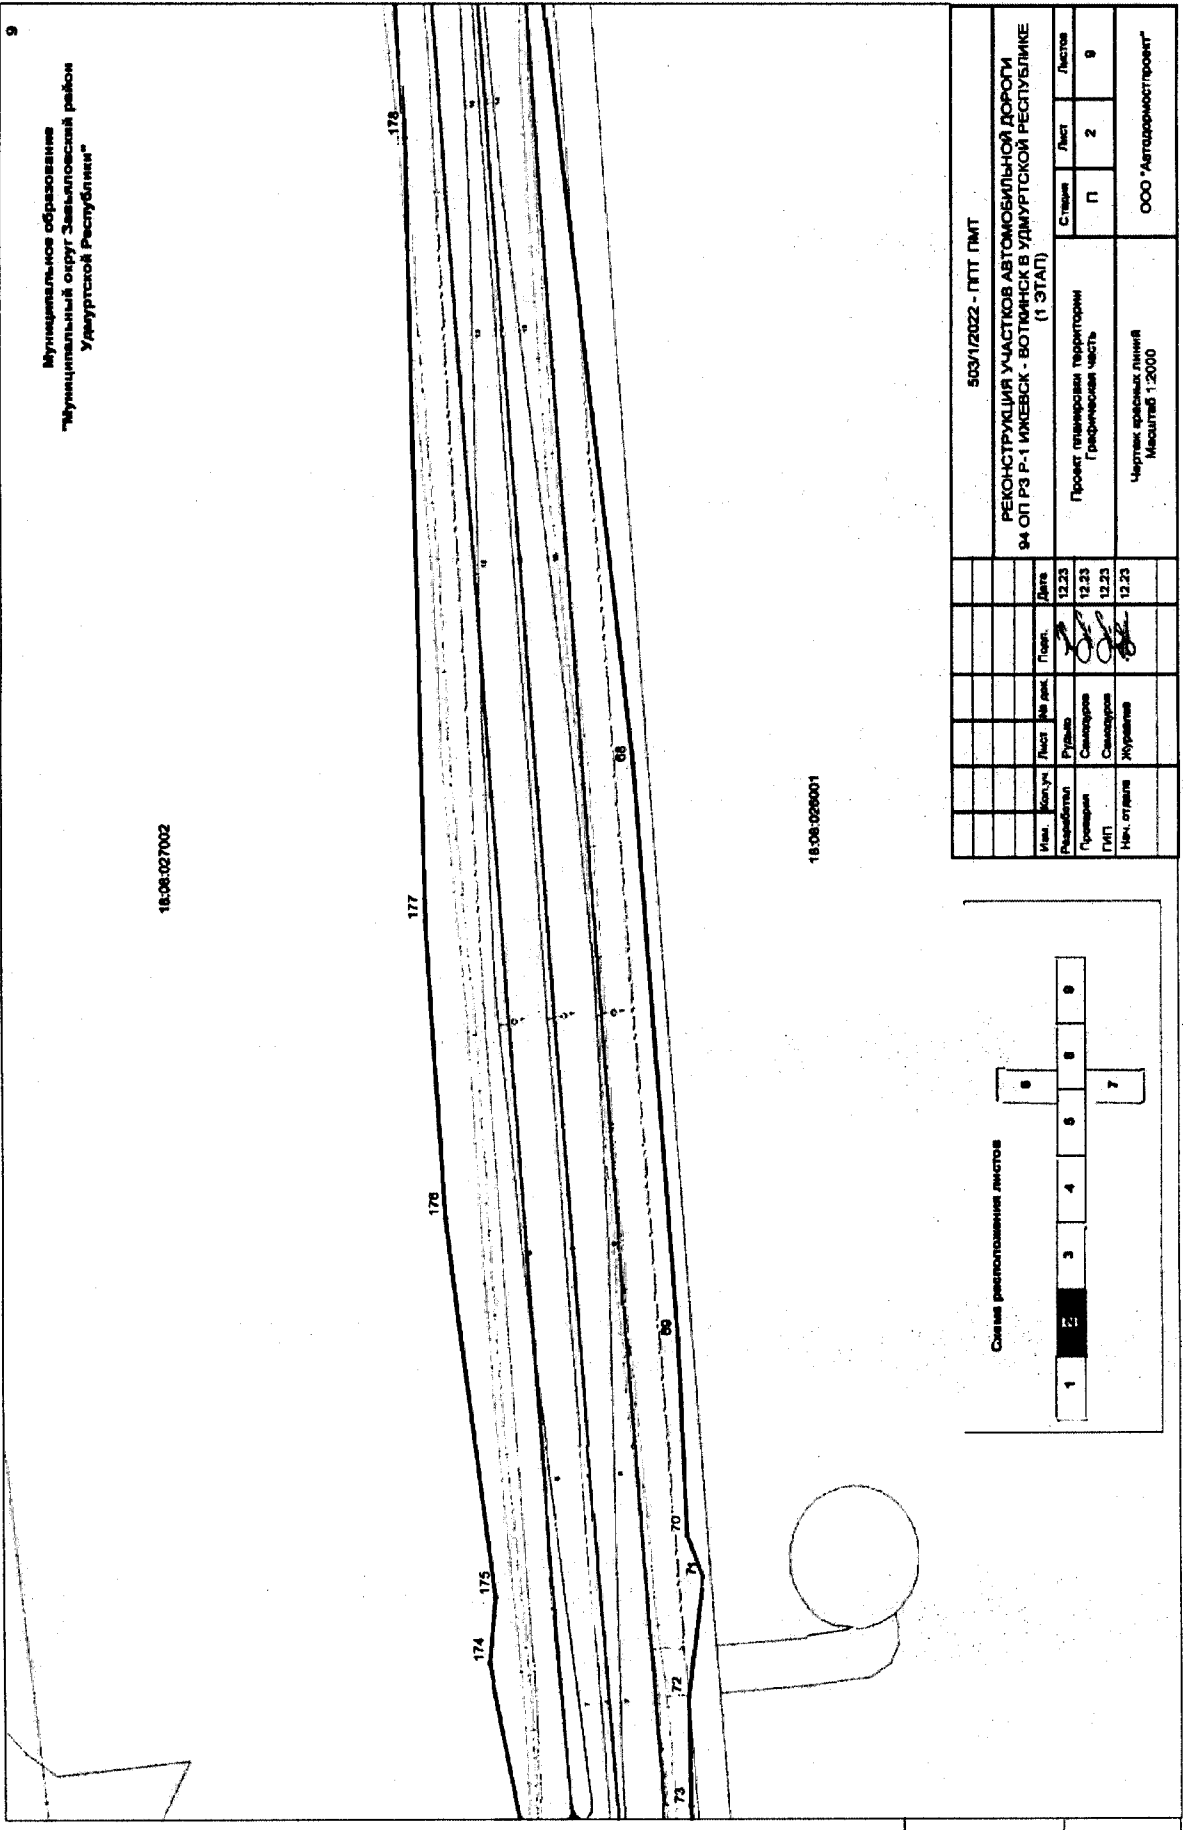 9
Муниципальное образование
"Муниципальный округ Завьяловский район
Удмуртской Республики"
178
177
176
175
174
18:08:027002
68
69
70
71
72
73
18:08:026001
Схема расположения листов
1
2
3
4
5
6
7
8
9
503/1/2022 - ППТ ПМТ
РЕКОНСТРУКЦИЯ УЧАСТКОВ АВТОМОБИЛЬНОЙ ДОРОГИ
94 ОП РЗ Р-1 ИЖЕВСК - ВОТКИНСК В УДМУРТСКОЙ РЕСПУБЛИКЕ
(1 ЭТАП)
Изм. Кол.уч. Лист № док. Подп. Дата
Разработал Рудько 12.23
Проверил Самодуров 12.23
ГИП Самодуров 12.23
Нач. отдела Журавлев 12.23
Проект планировки территории
Графическая часть
Стадия Лист Листов
П 2 9
Чертеж красных линий
Масштаб 1:2000
ООО "Автодормостпроект"